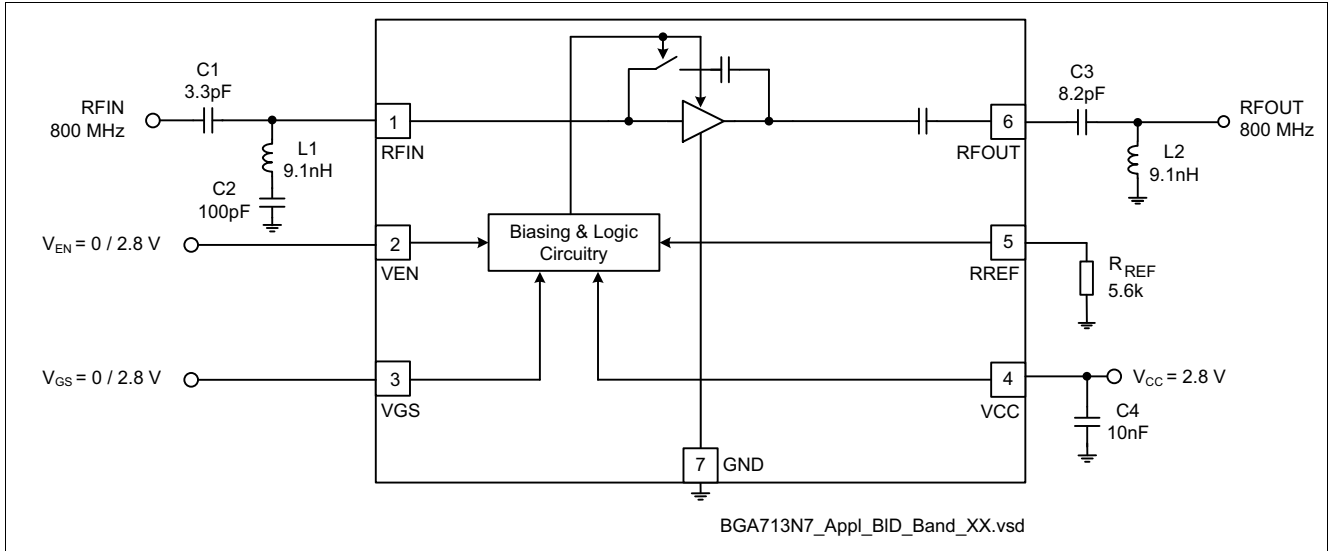 RFIN
800 MHz
C1
3.3pF
L1
9.1nH
C2
100pF
1
RFIN
6
RFOUT
C3
8.2pF
RFOUT
800 MHz
L2
9.1nH
V_EN = 0 / 2.8 V
2
VEN
Biasing & Logic
Circuitry
5
RREF
R_REF
5.6k
V_GS = 0 / 2.8 V
3
VGS
4
VCC
V_CC = 2.8 V
C4
10nF
7
GND
BGA713N7_Appl_BID_Band_XX.vsd